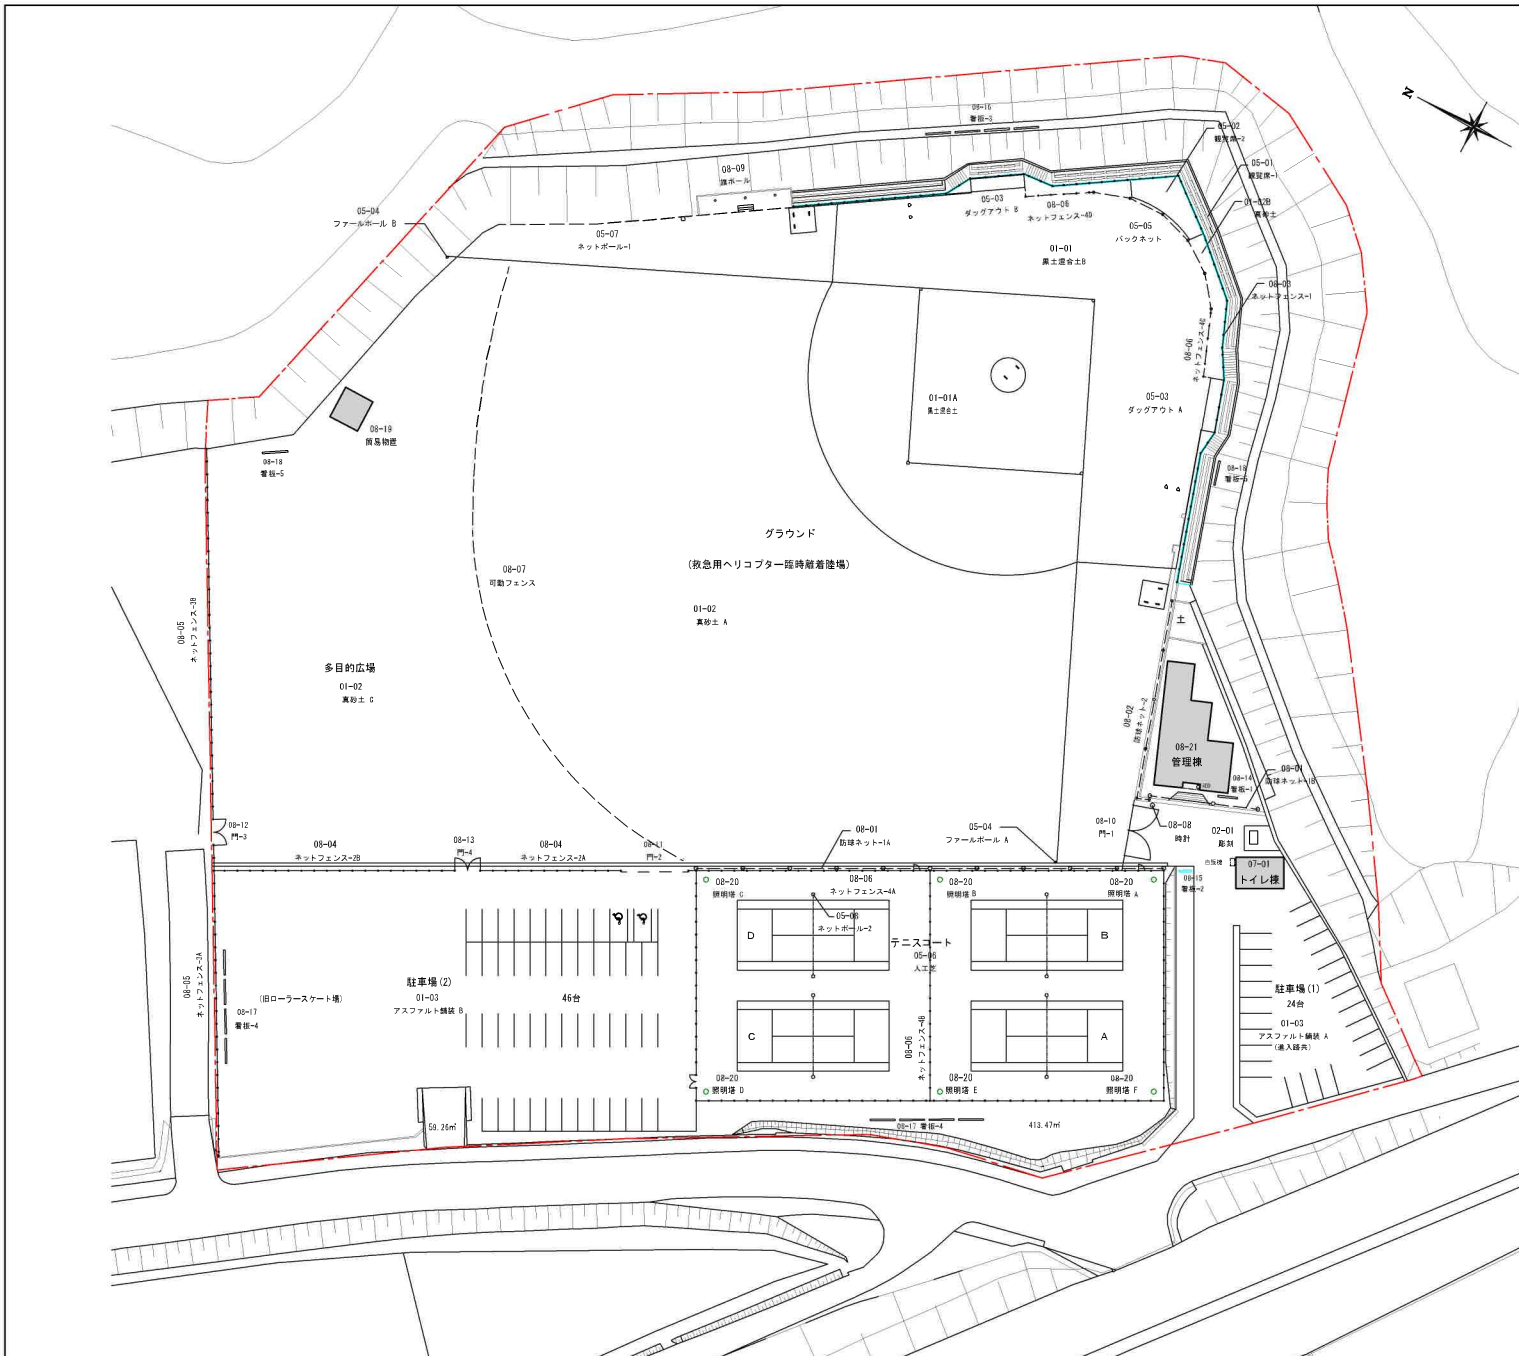 N
08-16
看板-3
05-02
観覧席-2
05-01
観覧席-1
01-02B
真砂土
08-09
旗ポール
05-04
ファールポール B
05-07
ネットポール-1
05-03
ダッグアウト B
08-06
ネットフェンス-4D
05-05
バックネット
01-01
黒土混合土B
08-03
ネットフェンス-1
08-06
ネットフェンス-4C
05-03
ダッグアウト A
01-01A
黒土混合土
08-19
簡易物置
08-18
看板-5
08-18
看板-5
グラウンド
(救急用ヘリコプター臨時離着陸場)
08-07
可動フェンス
01-02
真砂土 A
08-05
ネットフェンス-3B
多目的広場
01-02
真砂土 C
土
08-02
防球ネット-2
08-21
管理棟
08-14
看板-1
08-01
防球ネット-1B
08-12
門-3
08-04
ネットフェンス-2B
08-13
門-4
08-04
ネットフェンス-2A
08-11
門-2
08-01
防球ネット-1A
05-04
ファールポール A
08-10
門-1
08-08
時計
02-01
彫刻
07-01
トイレ棟
08-15
看板-2
08-20
照明塔 C
08-06
ネットフェンス-4A
08-20
照明塔 B
08-20
照明塔 A
05-08
ネットポール-2
D
B
テニスコート
05-06
人工芝
C
A
08-06
ネットフェンス-4B
08-20
照明塔 D
08-20
照明塔 E
08-20
照明塔 F
08-05
ネットフェンス-3A
08-17
看板-4
(旧ローラースケート場)
駐車場(2)
01-03
アスファルト舗装 B
46台
駐車場(1)
24台
01-03
アスファルト舗装 A
(進入路共)
59.26㎡
08-17 看板-4
413.47㎡